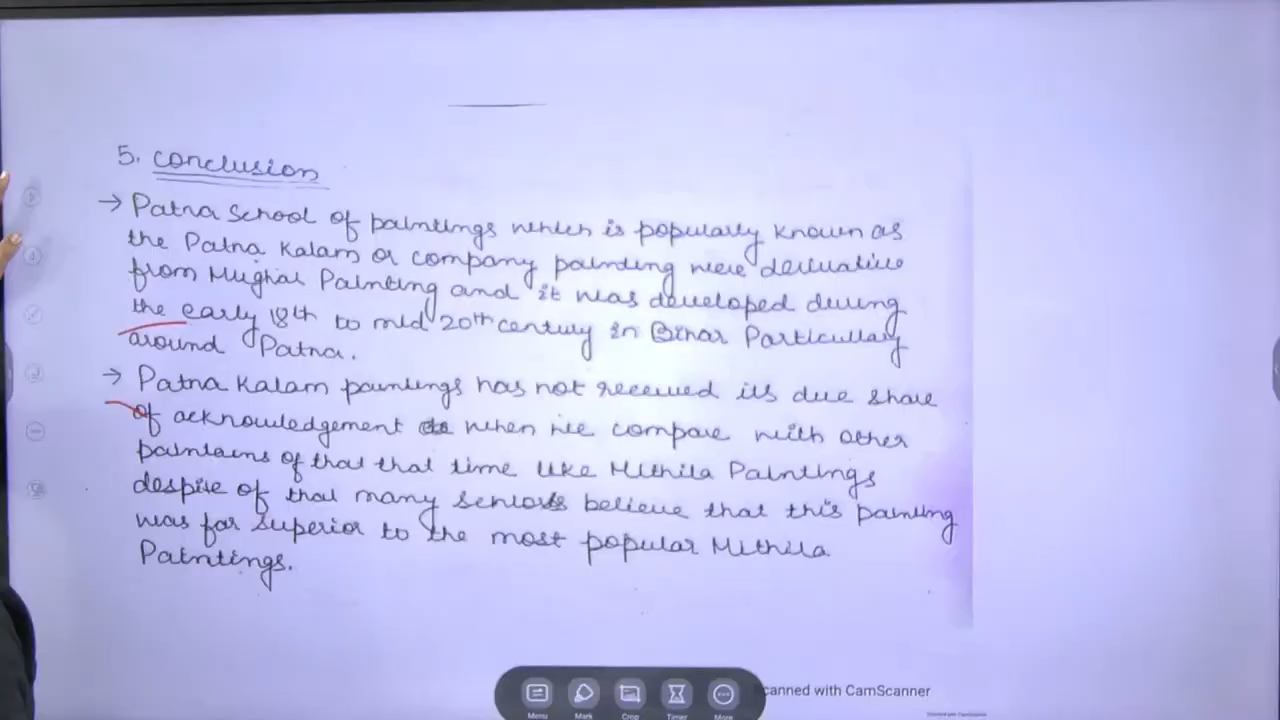 5. Conclusion
→ Patna School of paintings which is popularly known as
the Patna Kalam or company painting were derivative
from Mughal Painting and it was developed during
the early 18th to mid 20th century in Bihar Particullay
around Patna.
→ Patna Kalam paintings has not received its due share
of acknowledgement when we compare with other
paintains of that that time like Mithila Paintings
despite of that many seniors believe that this painting
was far superior to the most popular Mithila
Paintings.
Menu Mark Crop Timer More
Scanned with CamScanner